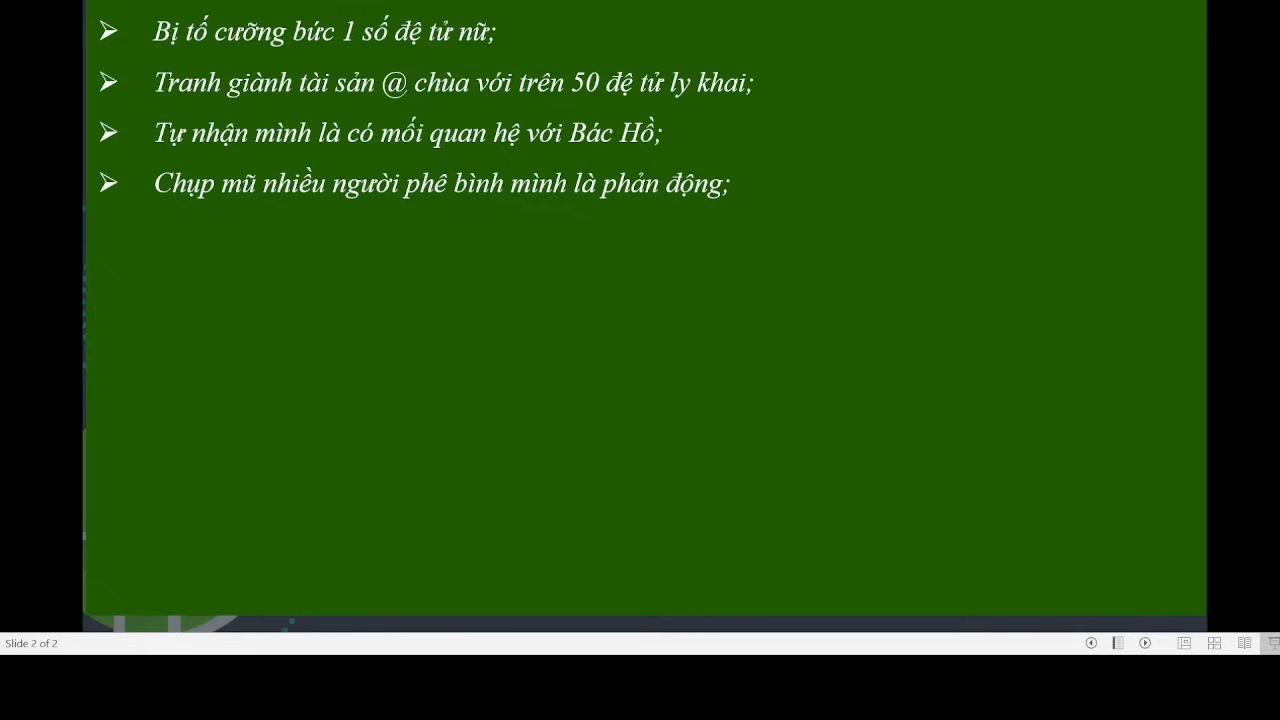 ➢ Bị tố cưỡng bức 1 số đệ tử nữ;
➢ Tranh giành tài sản @ chùa với trên 50 đệ tử ly khai;
➢ Tự nhận mình là có mối quan hệ với Bác Hồ;
➢ Chụp mũ nhiều người phê bình mình là phản động;
Slide 2 of 2